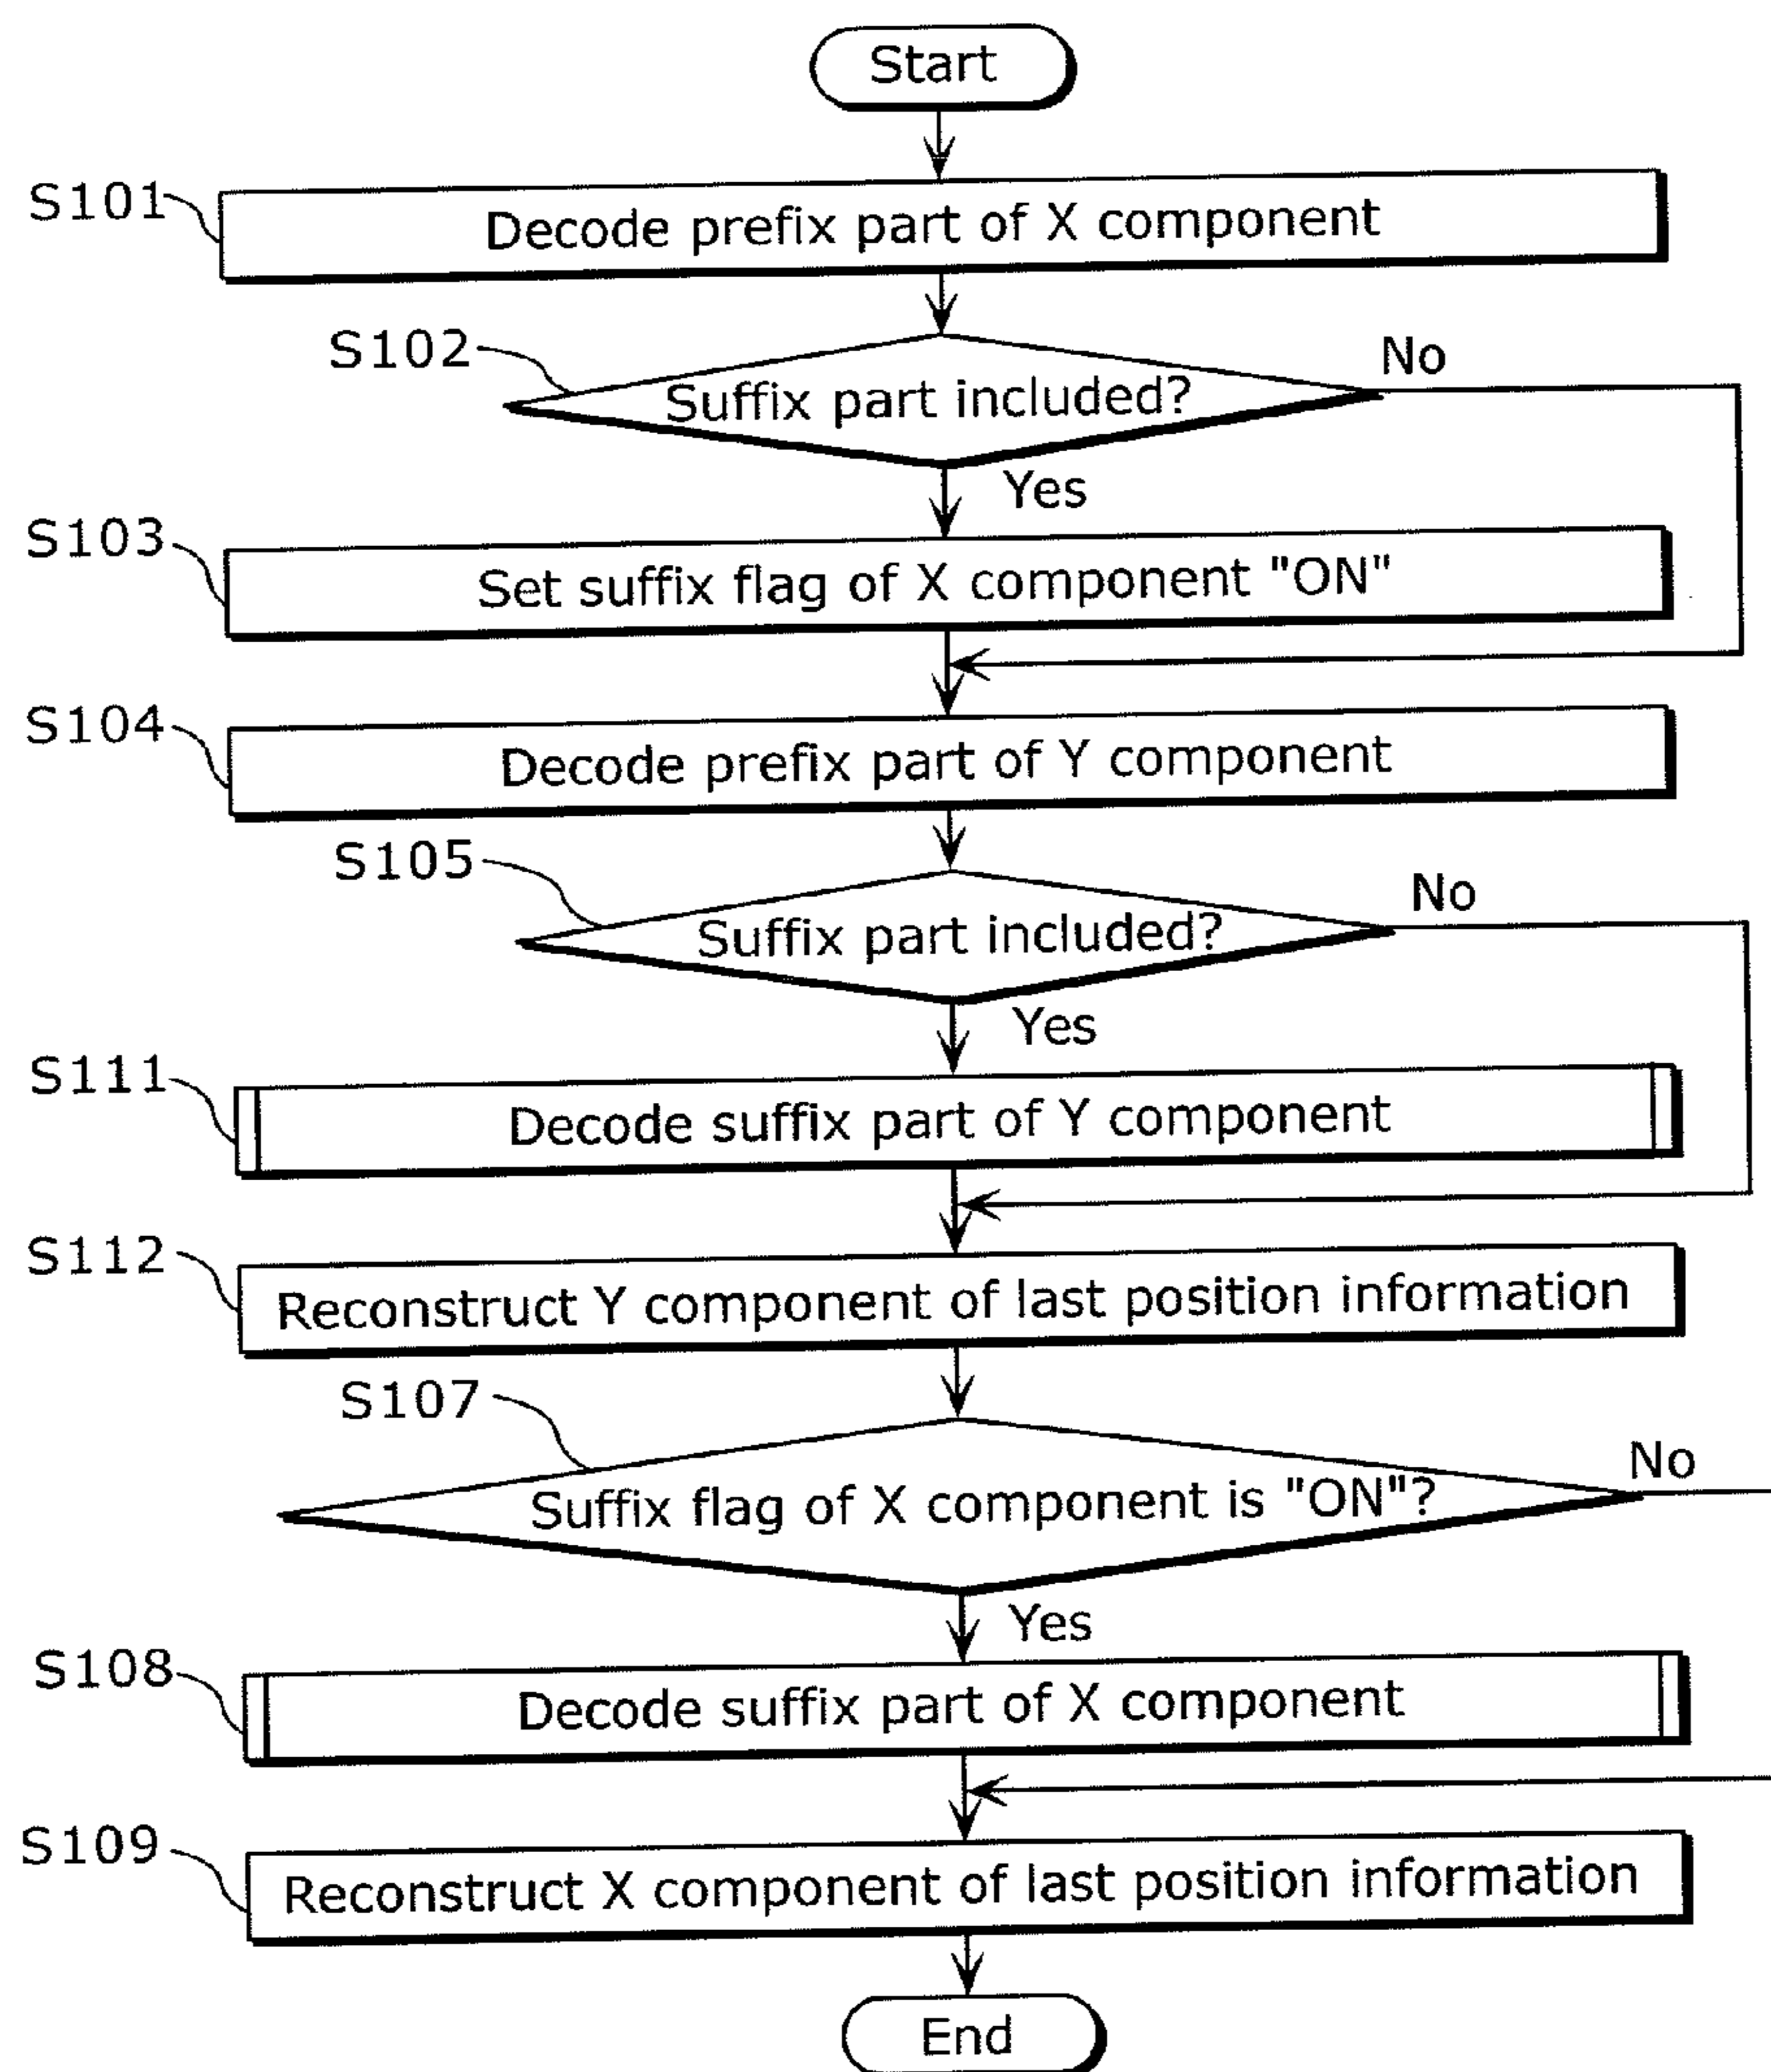 Start
S101
Decode prefix part of X component
S102
No
Suffix part included?
Yes
S103
Set suffix flag of X component "ON"
S104
Decode prefix part of Y component
S105
No
Suffix part included?
Yes
S111
Decode suffix part of Y component
S112
Reconstruct Y component of last position information
S107
No
Suffix flag of X component is "ON"?
Yes
S108
Decode suffix part of X component
S109
Reconstruct X component of last position information
End